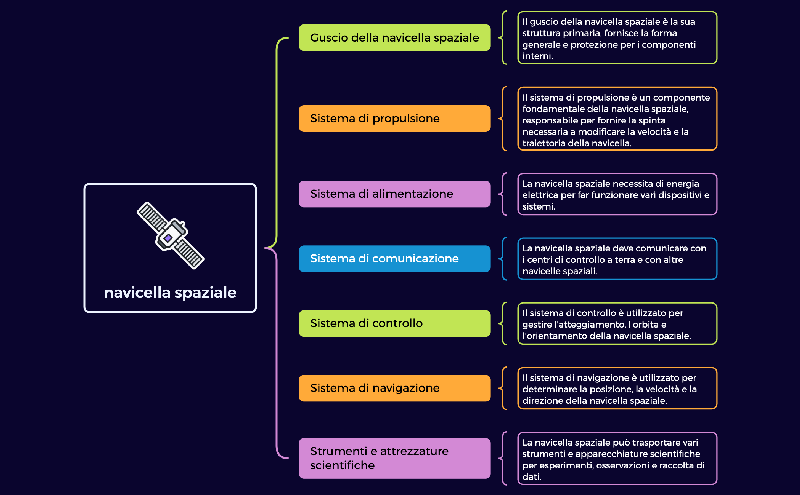 navicella spaziale
Guscio della navicella spaziale
Il guscio della navicella spaziale è la sua
struttura primaria, fornisce la forma
generale e protezione per i componenti
interni.
Sistema di propulsione
Il sistema di propulsione è un componente
fondamentale della navicella spaziale,
responsabile per fornire la spinta
necessaria a modificare la velocità e la
traiettoria della navicella.
Sistema di alimentazione
La navicella spaziale necessita di energia
elettrica per far funzionare vari dispositivi e
sistemi.
Sistema di comunicazione
La navicella spaziale deve comunicare con
i centri di controllo a terra e con altre
navicelle spaziali.
Sistema di controllo
Il sistema di controllo è utilizzato per
gestire l'atteggiamento, l'orbita e
l'orientamento della navicella spaziale.
Sistema di navigazione
Il sistema di navigazione è utilizzato per
determinare la posizione, la velocità e la
direzione della navicella spaziale.
Strumenti e attrezzature
scientifiche
La navicella spaziale può trasportare vari
strumenti e apparecchiature scientifiche
per esperimenti, osservazioni e raccolta di
dati.